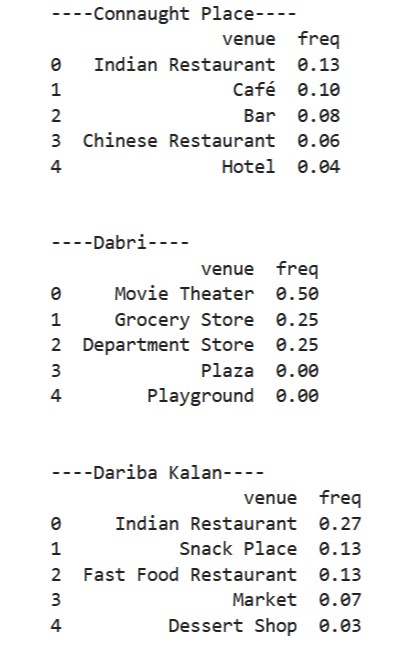 ----Connaught Place----
venue freq
0 Indian Restaurant 0.13
1 Café 0.10
2 Bar 0.08
3 Chinese Restaurant 0.06
4 Hotel 0.04
----Dabri----
venue freq
0 Movie Theater 0.50
1 Grocery Store 0.25
2 Department Store 0.25
3 Plaza 0.00
4 Playground 0.00
----Dariba Kalan----
venue freq
0 Indian Restaurant 0.27
1 Snack Place 0.13
2 Fast Food Restaurant 0.13
3 Market 0.07
4 Dessert Shop 0.03